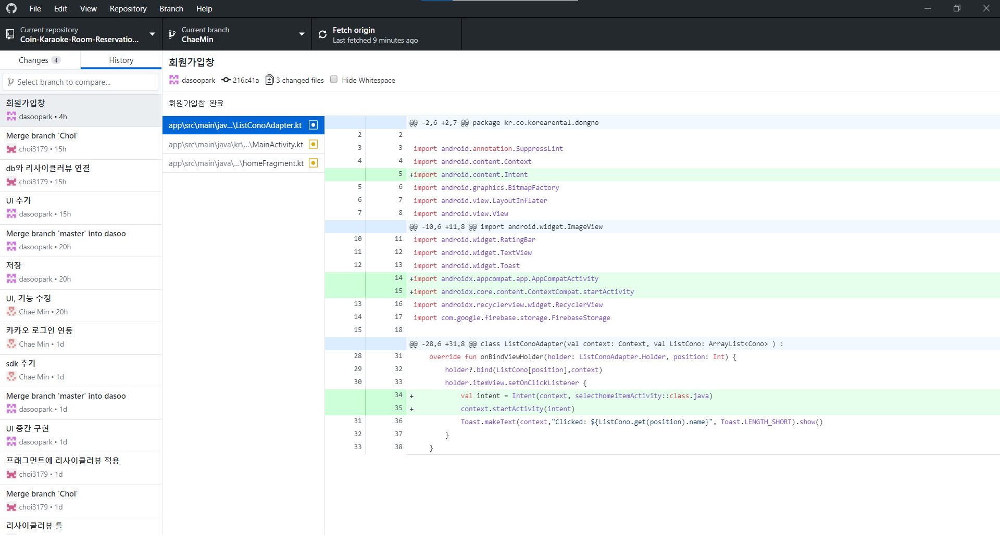 File Edit View Repository Branch Help
Current repository
Coin-Karaoke-Room-Reservatio...
Current branch
ChaeMin
Fetch origin
Last fetched 9 minutes ago
Changes 4
History
Select branch to compare...
회원가입창
dasoopark • 4h
Merge branch 'Choi'
choi3179 • 15h
db와 리사이클러뷰 연결
choi3179 • 15h
Ui 추가
dasoopark • 15h
Merge branch 'master' into dasoo
dasoopark • 20h
저장
dasoopark • 20h
UI, 기능 수정
Chae Min • 20h
카카오 로그인 연동
Chae Min • 1d
sdk 추가
Chae Min • 1d
Merge branch 'master' into dasoo
dasoopark • 1d
Ui 중간 구현
dasoopark • 1d
프래그먼트에 리사이클러뷰 적용
choi3179 • 1d
Merge branch 'Choi'
choi3179 • 1d
리사이클러뷰 틀
회원가입창
dasoopark 216c41a 3 changed files Hide Whitespace
회원가입창 완료
app\src\main\jav...\ListConoAdapter.kt
app\src\main\java\kr\...\MainActivity.kt
app\src\main\java\...\homeFragment.kt
@@ -2,6 +2,7 @@ package kr.co.korearental.dongno
2 2
3 3 import android.annotation.SuppressLint
4 4 import android.content.Context
5 +import android.content.Intent
5 6 import android.graphics.BitmapFactory
6 7 import android.view.LayoutInflater
7 8 import android.view.View
@@ -10,6 +11,8 @@ import android.widget.ImageView
10 11 import android.widget.RatingBar
11 12 import android.widget.TextView
12 13 import android.widget.Toast
14 +import androidx.appcompat.app.AppCompatActivity
15 +import androidx.core.content.ContextCompat.startActivity
13 16 import androidx.recyclerview.widget.RecyclerView
14 17 import com.google.firebase.storage.FirebaseStorage
15 18
@@ -28,6 +31,8 @@ class ListConoAdapter(val context: Context, val ListCono: ArrayList<Cono> ) :
28 31 override fun onBindViewHolder(holder: ListConoAdapter.Holder, position: Int) {
29 32 holder?.bind(ListCono[position],context)
30 33 holder.itemView.setOnClickListener {
34 + val intent = Intent(context, selecthomeitemActivity::class.java)
35 + context.startActivity(intent)
31 36 Toast.makeText(context,"Clicked: ${ListCono.get(position).name}", Toast.LENGTH_SHORT).show()
32 37 }
33 38 }